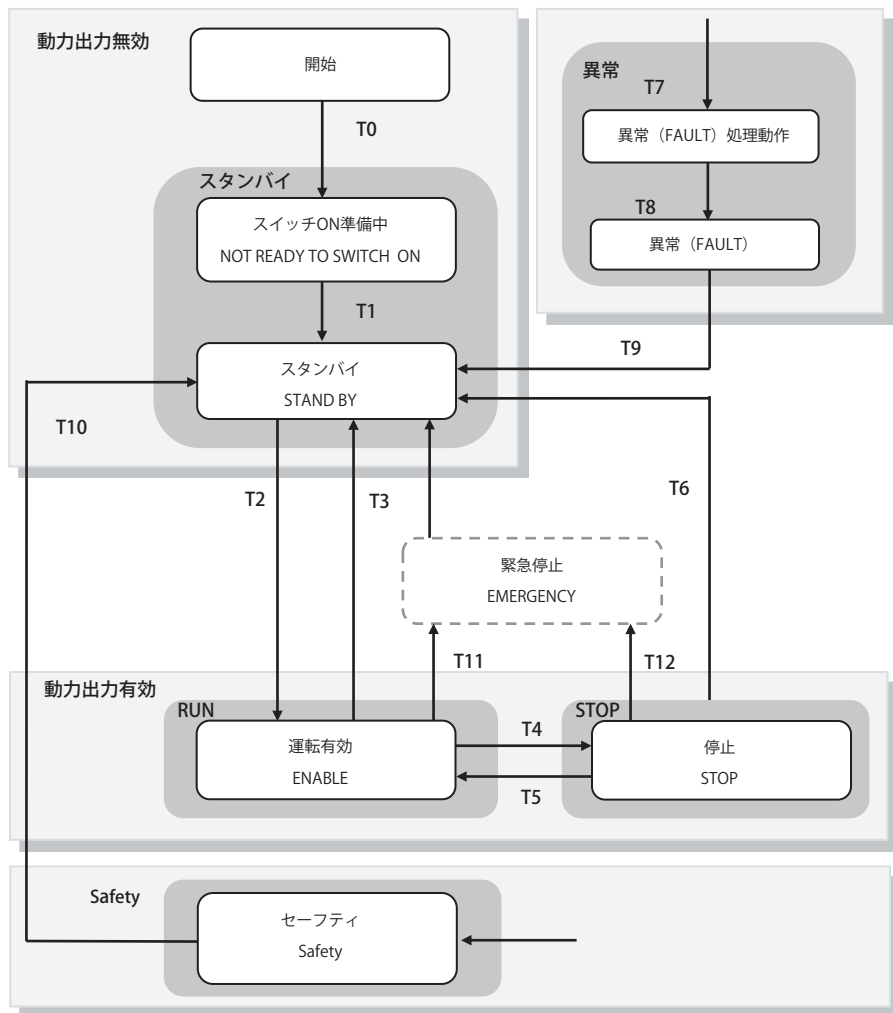 動力出力無効
開始
T0
スタンバイ
スイッチON準備中
NOT READY TO SWITCH ON
T1
スタンバイ
STAND BY
異常
T7
異常（FAULT）処理動作
T8
異常（FAULT）
T9
T10
T2
T3
T6
緊急停止
EMERGENCY
T11
T12
動力出力有効
RUN
運転有効
ENABLE
T4
T5
STOP
停止
STOP
Safety
セーフティ
Safety